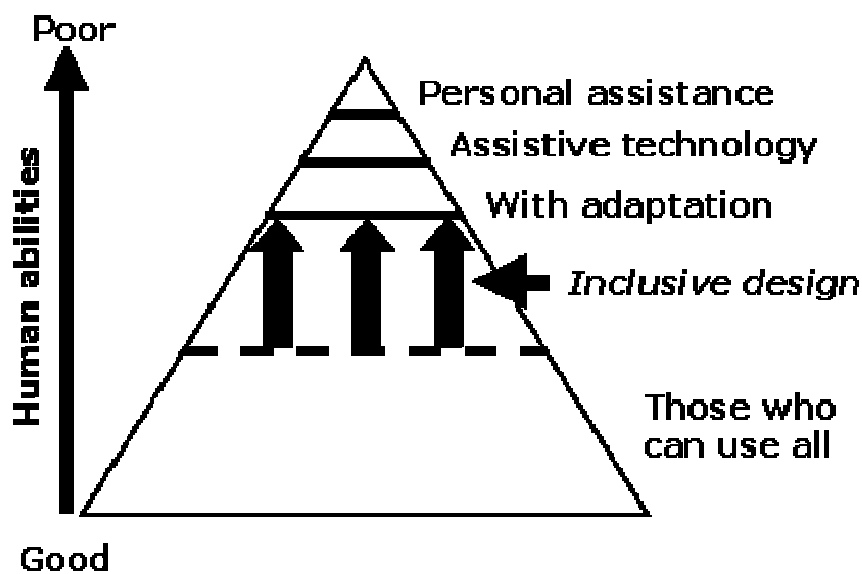 Poor
Personal assistance
Assistive technology
With adaptation
Inclusive design
Human abilities
Those who
can use all
Good